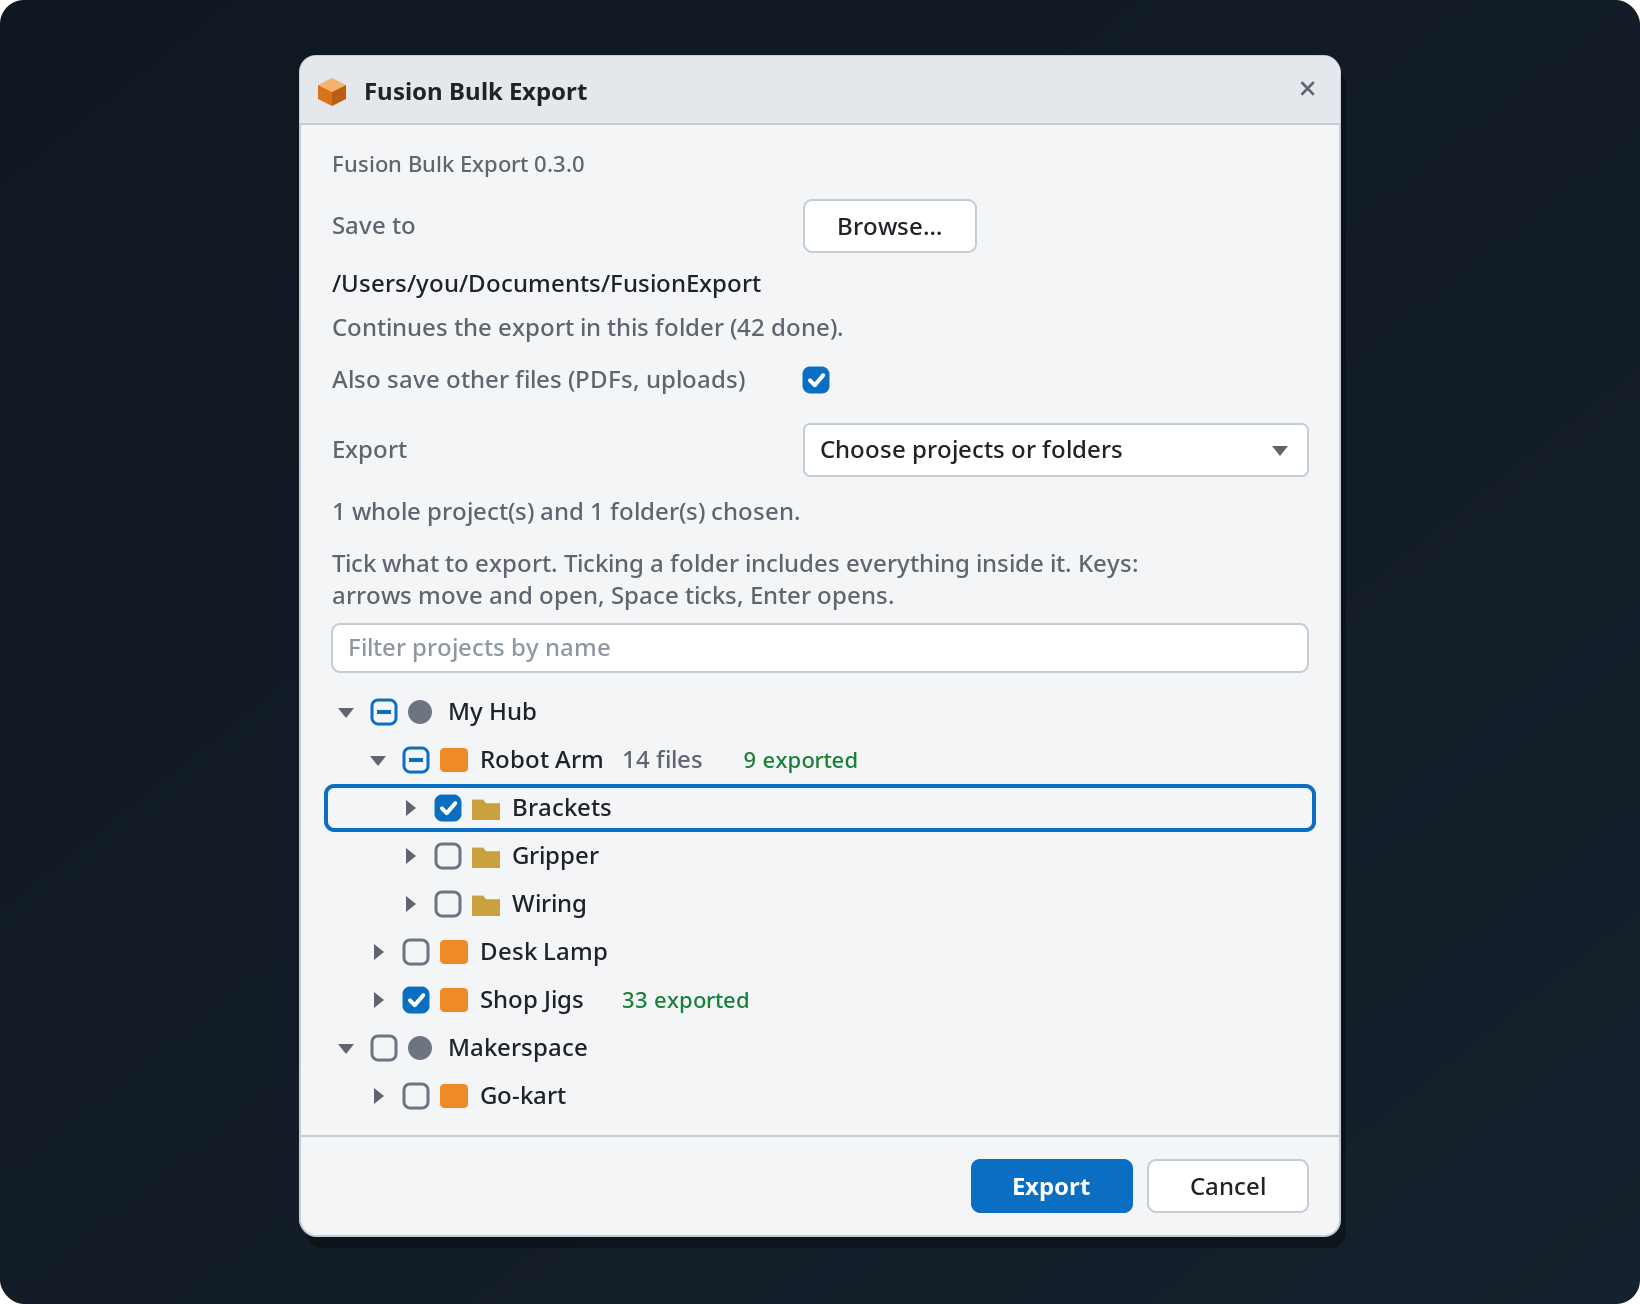 Fusion Bulk Export
Fusion Bulk Export 0.3.0
Save to
Browse...
/Users/you/Documents/FusionExport
Continues the export in this folder (42 done).
Also save other files (PDFs, uploads)
Export
Choose projects or folders
1 whole project(s) and 1 folder(s) chosen.
Tick what to export. Ticking a folder includes everything inside it. Keys:
arrows move and open, Space ticks, Enter opens.
Filter projects by name
My Hub
Robot Arm 14 files 9 exported
Brackets
Gripper
Wiring
Desk Lamp
Shop Jigs 33 exported
Makerspace
Go-kart
Export
Cancel